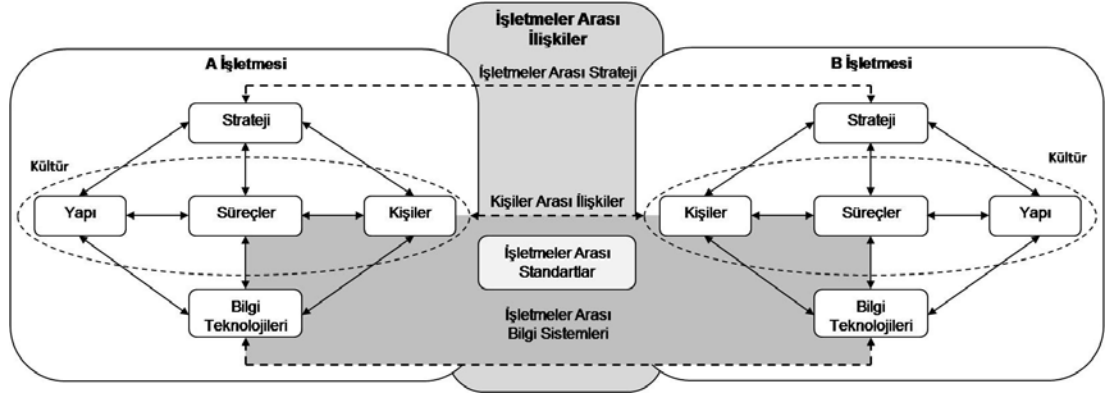 İşletmeler Arası
İlişkiler
A İşletmesi
B İşletmesi
İşletmeler Arası Strateji
Strateji
Strateji
Kültür
Kültür
Yapı
Süreçler
Kişiler
Kişiler Arası İlişkiler
Kişiler
Süreçler
Yapı
İşletmeler Arası
Standartlar
Bilgi
Teknolojileri
İşletmeler Arası
Bilgi Sistemleri
Bilgi
Teknolojileri